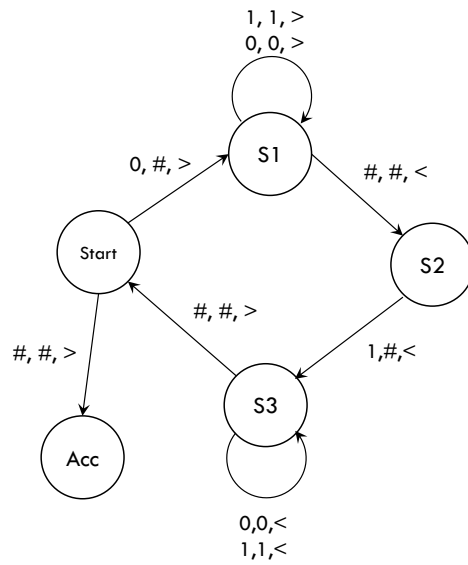 1, 1, >
0, 0, >
S1
0, #, >
#, #, <
Start
S2
#, #, >
#, #, >
1,#,<
S3
Acc
0,0,<
1,1,<